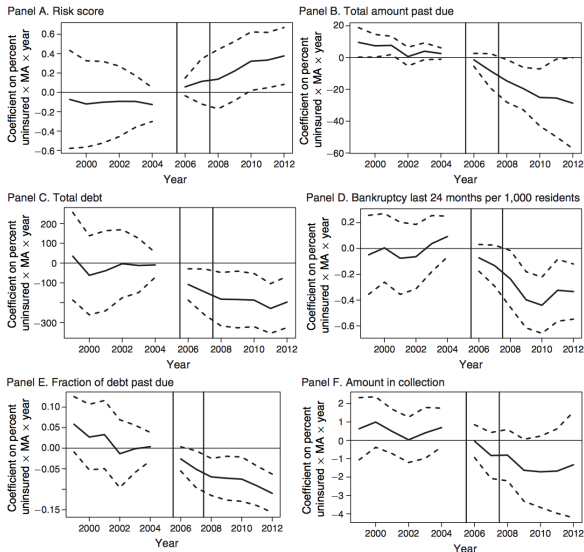 Panel A. Risk score
Coefficient on percent
uninsured × MA × year
0.6
0.4
0.2
0.0
−0.2
−0.4
−0.6
2000 2002 2004 2006 2008 2010 2012
Year
Panel B. Total amount past due
Coefficient on percent
uninsured × MA × year
20
0
−20
−40
−60
2000 2002 2004 2006 2008 2010 2012
Year
Panel C. Total debt
Coefficient on percent
uninsured × MA × year
200
100
0
−100
−300
2000 2002 2004 2006 2008 2010 2012
Year
Panel D. Bankruptcy last 24 months per 1,000 residents
Coefficient on percent
uninsured × MA × year
0.2
0.0
−0.2
−0.4
−0.6
2000 2002 2004 2006 2008 2010 2012
Year
Panel E. Fraction of debt past due
Coefficient on percent
uninsured × MA × year
0.10
0.05
0.00
−0.05
−0.15
2000 2002 2004 2006 2008 2010 2012
Year
Panel F. Amount in collection
Coefficient on percent
uninsured × MA × year
2
1
0
−1
−2
−3
−4
2000 2002 2004 2006 2008 2010 2012
Year